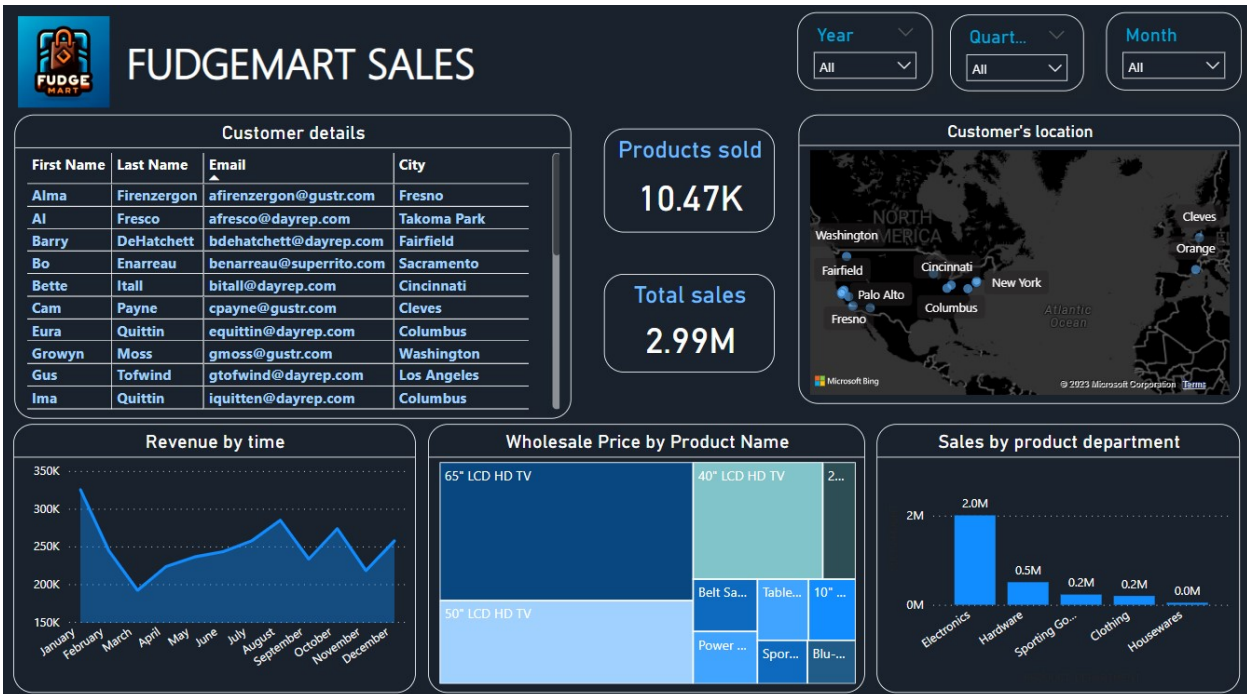 FUDGE
MART
FUDGEMART SALES
Year
All
Quart...
All
Month
All
Customer details
First Name Last Name Email City
Alma Firenzergon afirenzergon@gustr.com Fresno
Al Fresco afresco@dayrep.com Takoma Park
Barry DeHatchett bdehatchett@dayrep.com Fairfield
Bo Enarreau benarreau@superrito.com Sacramento
Bette Itall bitall@dayrep.com Cincinnati
Cam Payne cpayne@gustr.com Cleves
Eura Quittin equittin@dayrep.com Columbus
Growyn Moss gmoss@gustr.com Washington
Gus Tofwind gtofwind@dayrep.com Los Angeles
Ima Quittin iquitten@dayrep.com Columbus
Products sold
10.47K
Total sales
2.99M
Customer's location
NORTH
AMERICA
Washington
Cleves
Orange
Fairfield
Cincinnati
New York
Palo Alto
Columbus
Fresno
Atlantic
Ocean
Microsoft Bing
© 2023 Microsoft Corporation Terms
Revenue by time
350K
300K
250K
200K
150K
January
February
March
April
May
June
July
August
September
October
November
December
Wholesale Price by Product Name
65" LCD HD TV
40" LCD HD TV
2...
50" LCD HD TV
Belt Sa...
Table...
10" ...
Power ...
Spor...
Blu-...
Sales by product department
2M
0M
2.0M
0.5M
0.2M
0.2M
0.0M
Electronics
Hardware
Sporting Go...
Clothing
Housewares